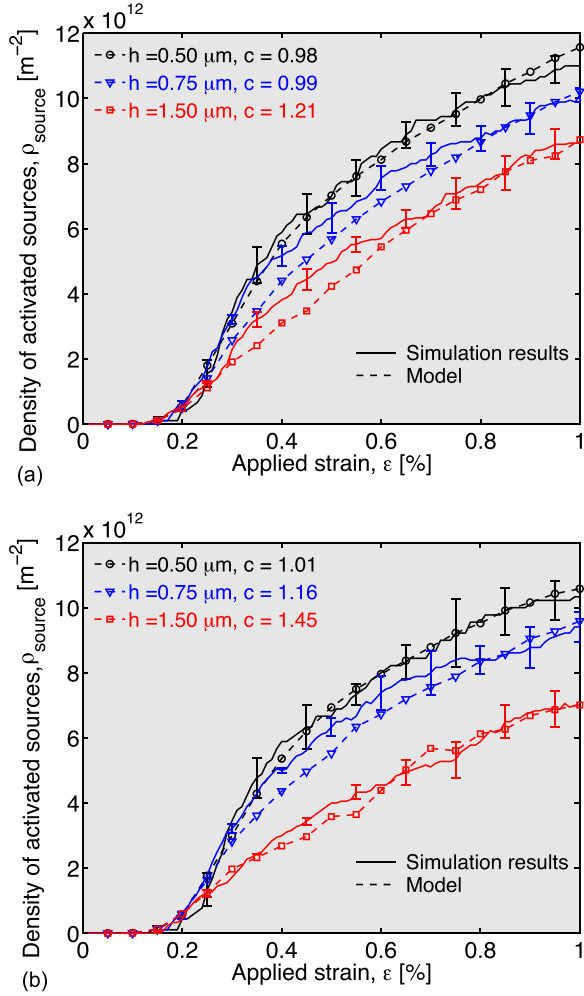 x 10^12
12
10
8
6
4
2
0
Density of activated sources, ρ_source [m^-2]
h =0.50 μm, c = 0.98
h =0.75 μm, c = 0.99
h =1.50 μm, c = 1.21
Simulation results
Model
0 0.2 0.4 0.6 0.8 1
Applied strain, ε [%]
(a)
x 10^12
12
10
8
6
4
2
0
Density of activated sources,ρ_source [m^-2]
h =0.50 μm, c = 1.01
h =0.75 μm, c = 1.16
h =1.50 μm, c = 1.45
Simulation results
Model
0 0.2 0.4 0.6 0.8 1
Applied strain, ε [%]
(b)